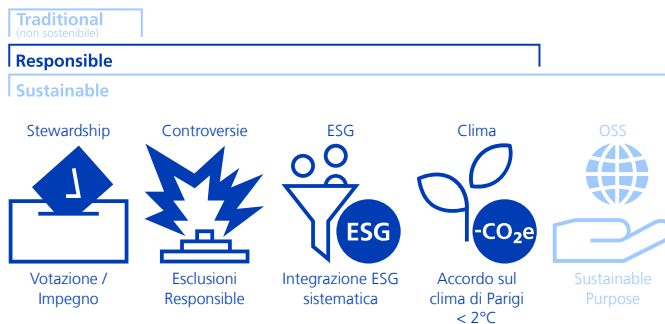 Traditional
(non sostenibile)
Responsible
Sustainable
Stewardship
Controversie
ESG
Clima
OSS
ESG
-CO₂e
Votazione /
Impegno
Esclusioni
Responsible
Integrazione ESG
sistematica
Accordo sul
clima di Parigi
< 2°C
Sustainable
Purpose